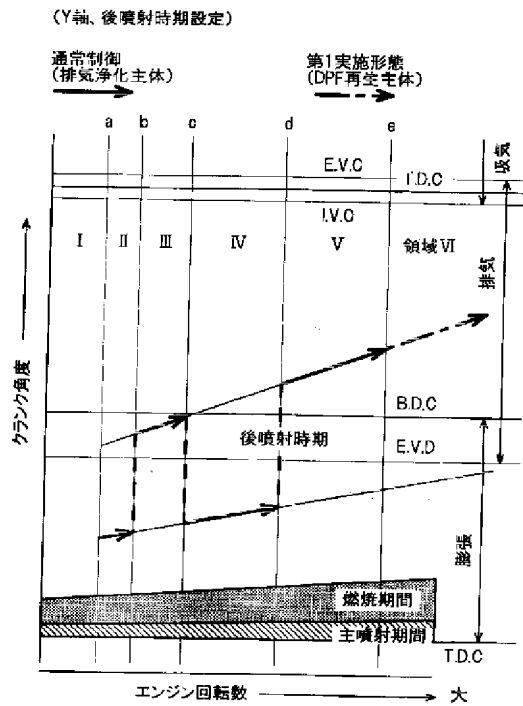 (Y軸、後噴射時期設定)
通常制御
(排気浄化主体)
第1実施形態
(DPF再生主体)
a b c d e
E.V.C
T.D.C
I.V.C
吸気
I II III IV V 領域VI
排気
クランク角度
B.D.C
後噴射時期
E.V.D
膨張
燃焼期間
主噴射期間
T.D.C
エンジン回転数 大